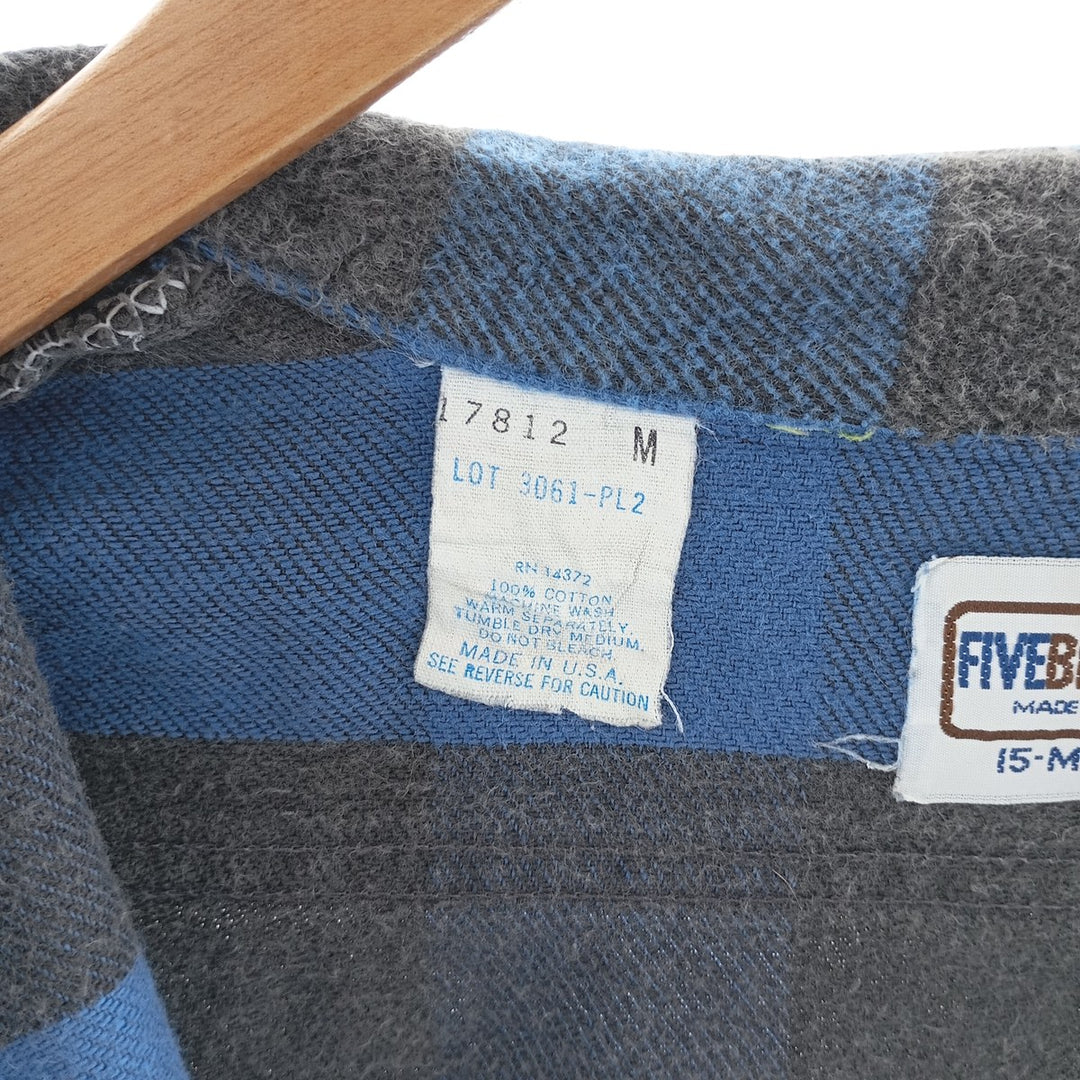 17812 M
LOT 3061-PL2
RN 14372
100% COTTON
MACHINE WASH
WARM SEPARATELY
TUMBLE DRY MEDIUM.
DO NOT BLEACH.
MADE IN U.S.A.
SEE REVERSE FOR CAUTION
FIVEB
MADE
15-M